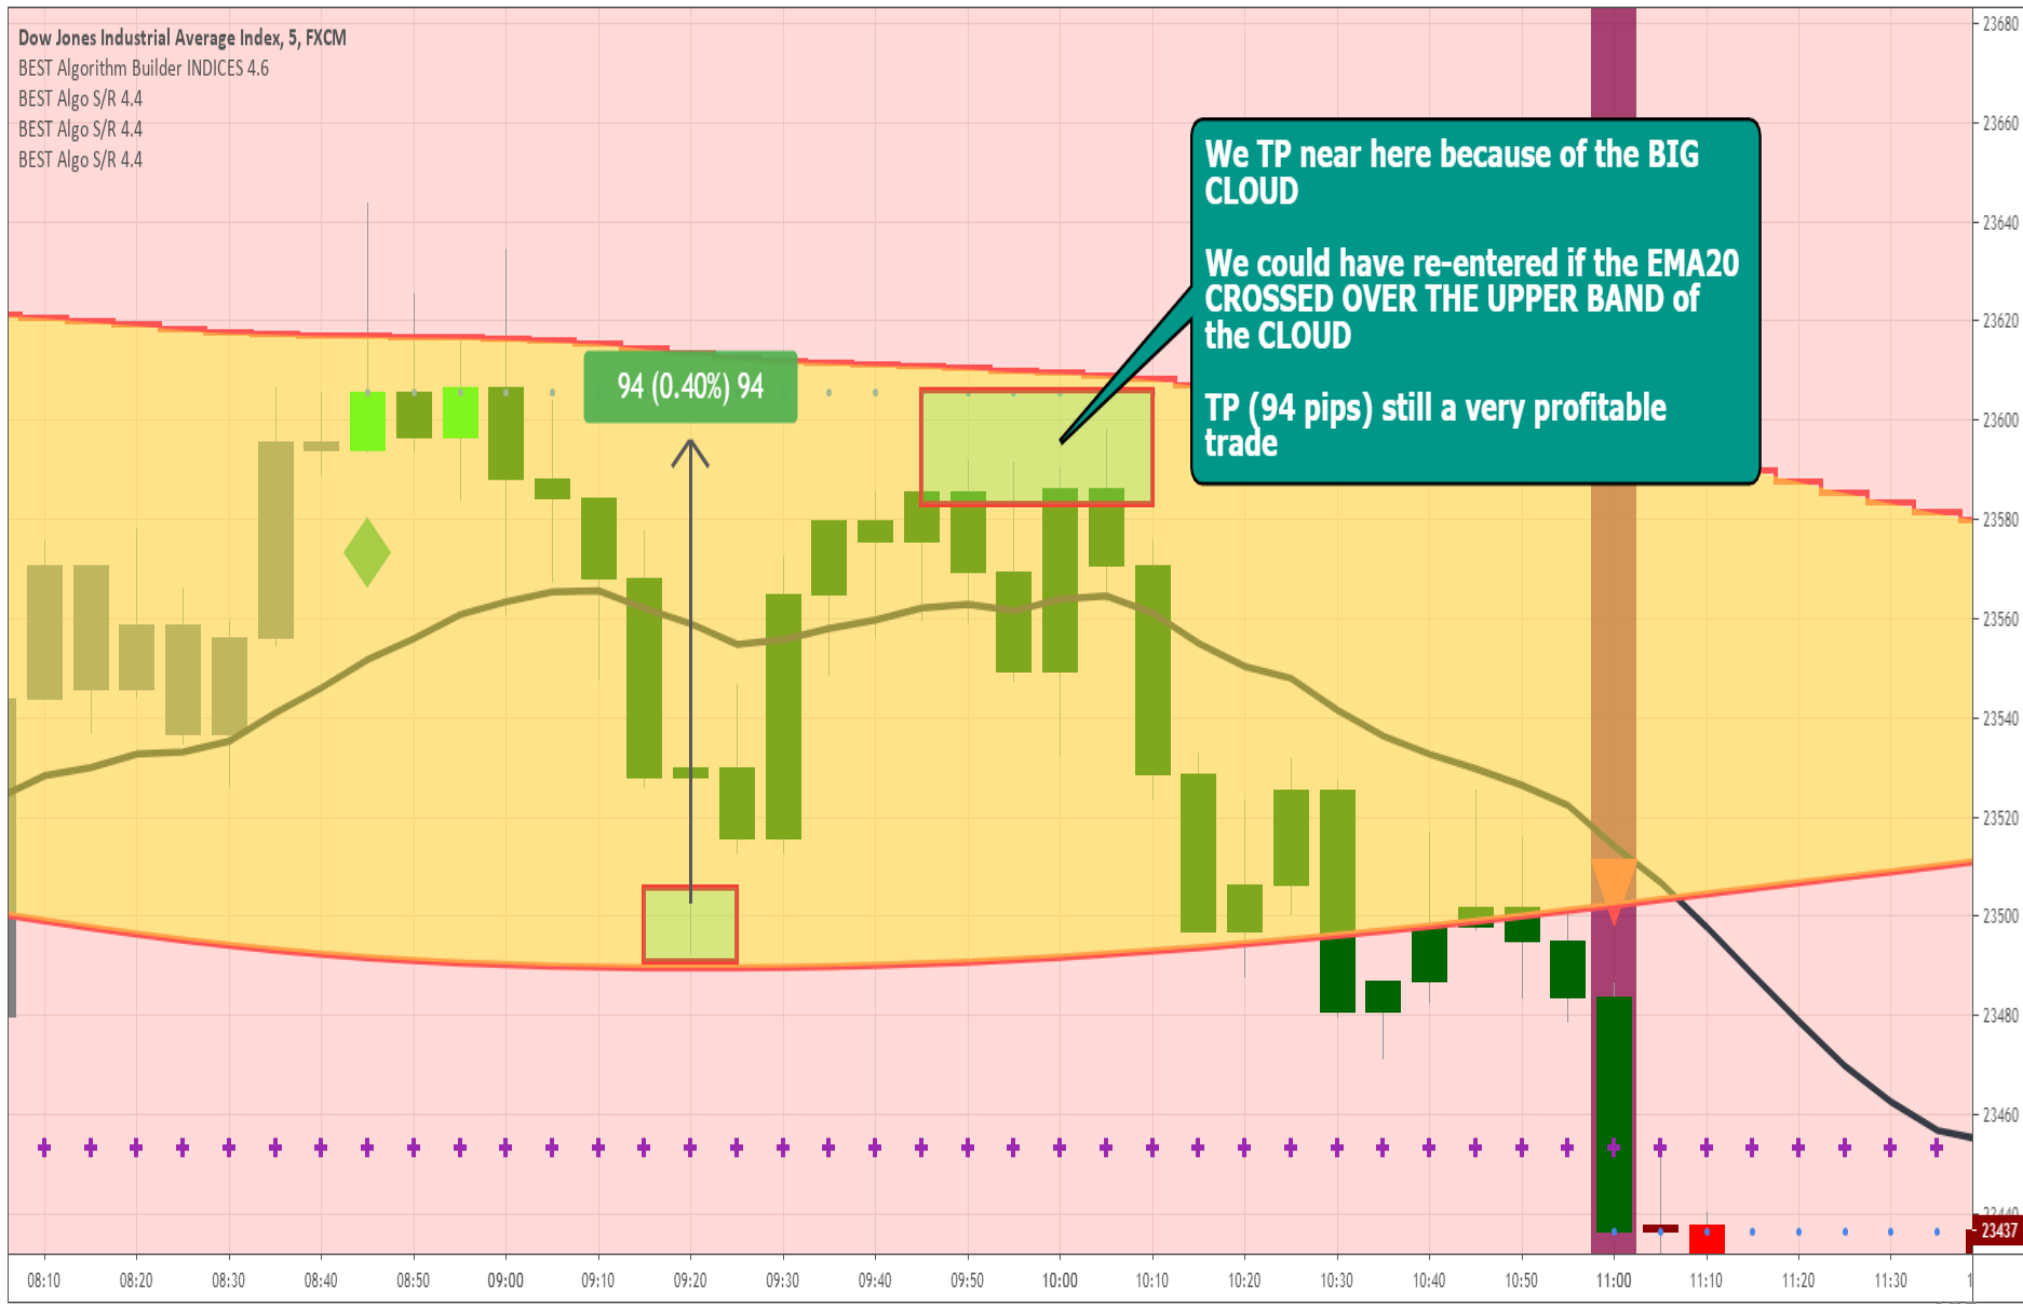 Dow Jones Industrial Average Index, 5, FXCM
BEST Algorithm Builder INDICES 4.6
BEST Algo S/R 4.4
BEST Algo S/R 4.4
BEST Algo S/R 4.4
We TP near here because of the BIG
CLOUD
We could have re-entered if the EMA20
CROSSED OVER THE UPPER BAND of
the CLOUD
TP (94 pips) still a very profitable
trade
94 (0.40%) 94
23680
23660
23640
23620
23600
23580
23560
23540
23520
23500
23480
23460
23440
23437
08:10 08:20 08:30 08:40 08:50 09:00 09:10 09:20 09:30 09:40 09:50 10:00 10:10 10:20 10:30 10:40 10:50 11:00 11:10 11:20 11:30